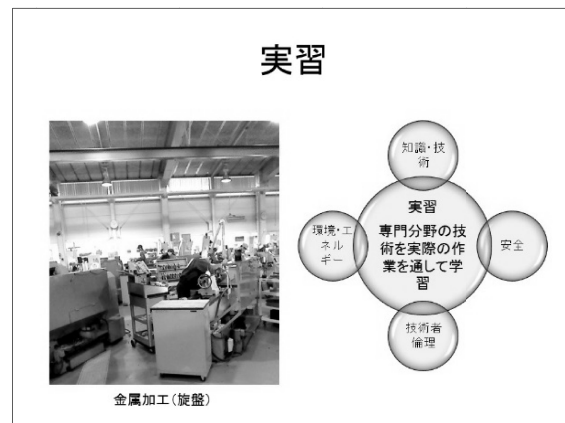 実習
知識・技
術
実習
専門分野の技
術を実際の作
業を通して学
習
環境・エ
ネル
ギー
安全
技術者
倫理
金属加工（旋盤）